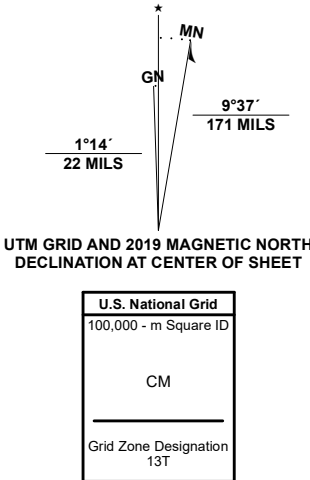 ★
MN
GN
9°37´
171 MILS
1°14´
22 MILS
UTM GRID AND 2019 MAGNETIC NORTH
DECLINATION AT CENTER OF SHEET
U.S. National Grid
100,000 - m Square ID
CM
Grid Zone Designation
13T